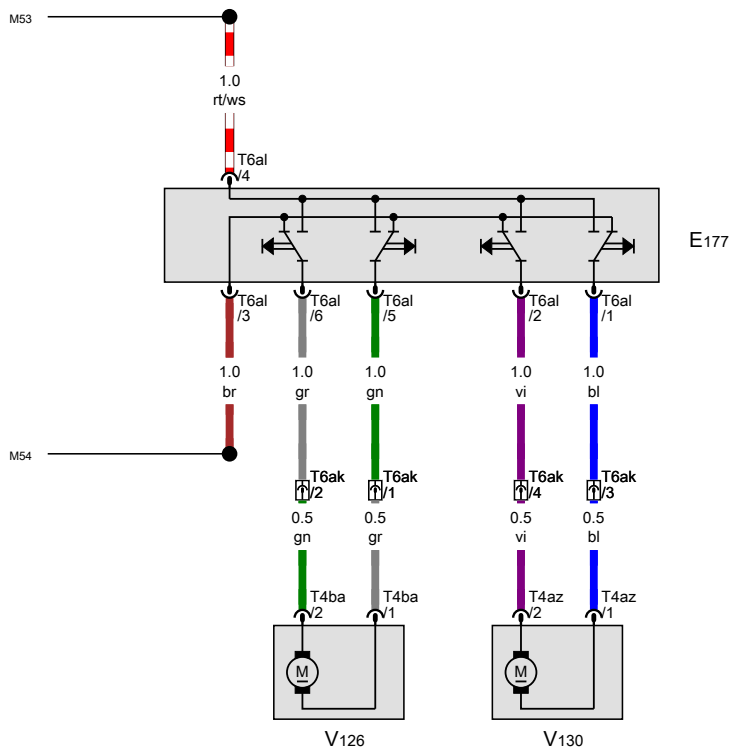 M53
1.0
rt/ws
T6al
/4
E177
T6al
/3
T6al
/6
T6al
/5
T6al
/2
T6al
/1
1.0
br
1.0
gr
1.0
gn
1.0
vi
1.0
bl
M54
T6ak
/2
T6ak
/1
T6ak
/4
T6ak
/3
0.5
gn
0.5
gr
0.5
vi
0.5
bl
T4ba
/2
T4ba
/1
T4az
/2
T4az
/1
M
M
V126
V130